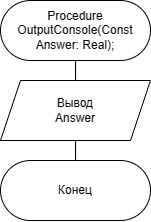 Procedure
OutputConsole(Const
Answer: Real);
Вывод
Answer
Конец